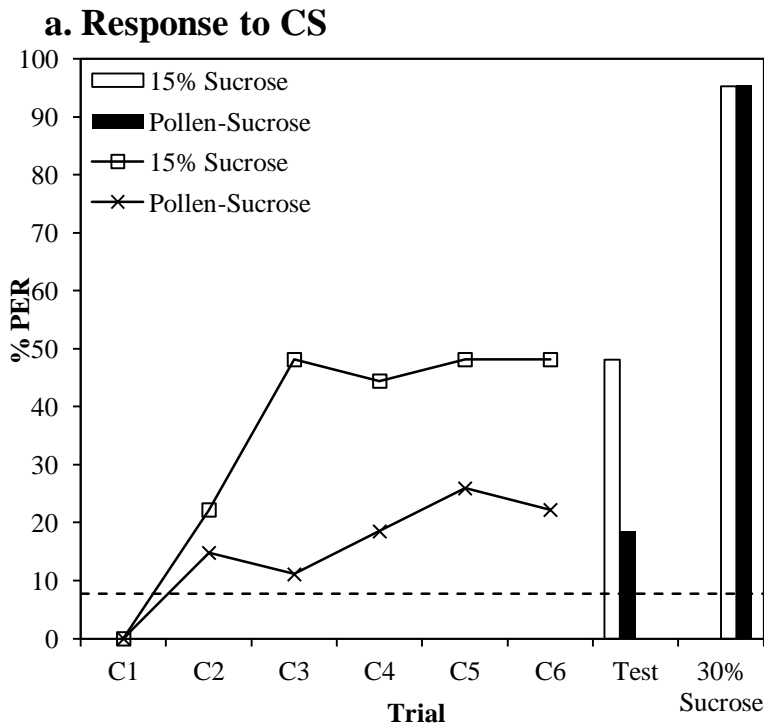 a. Response to CS
100
90
80
70
60
50
40
30
20
10
0
% PER
15% Sucrose
Pollen-Sucrose
15% Sucrose
Pollen-Sucrose
C1 C2 C3 C4 C5 C6 Test 30%
Sucrose
Trial